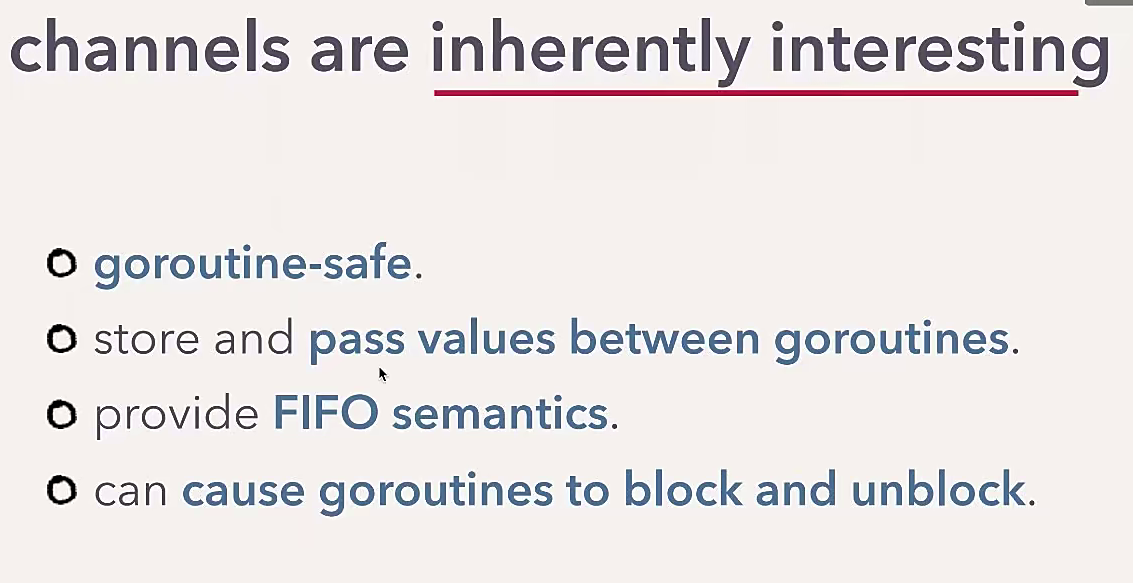 channels are inherently interesting
goroutine-safe.
store and pass values between goroutines.
provide FIFO semantics.
can cause goroutines to block and unblock.